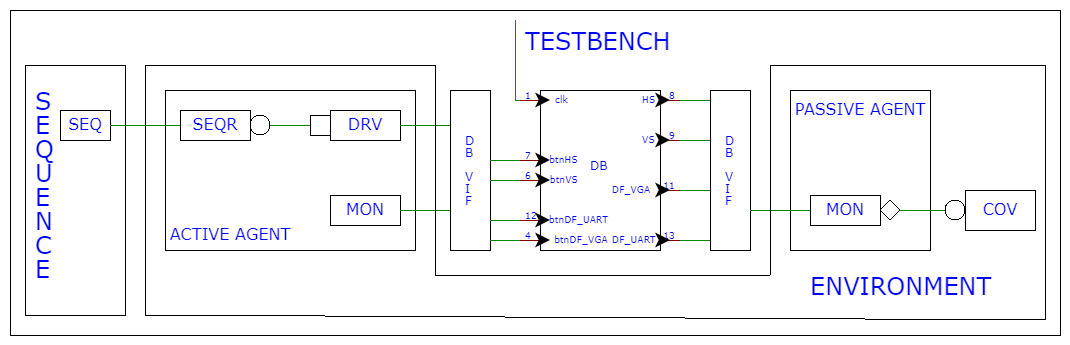 TESTBENCH
SEQUENCE
SEQ
SEQR
DRV
MON
ACTIVE AGENT
DB VIF
1 clk
7 btnHS
6 btnVS
12 btnDF_UART
4 btnDF_VGA
DB
HS 8
VS 9
DF_VGA 11
DF_UART 13
DB VIF
PASSIVE AGENT
MON
COV
ENVIRONMENT